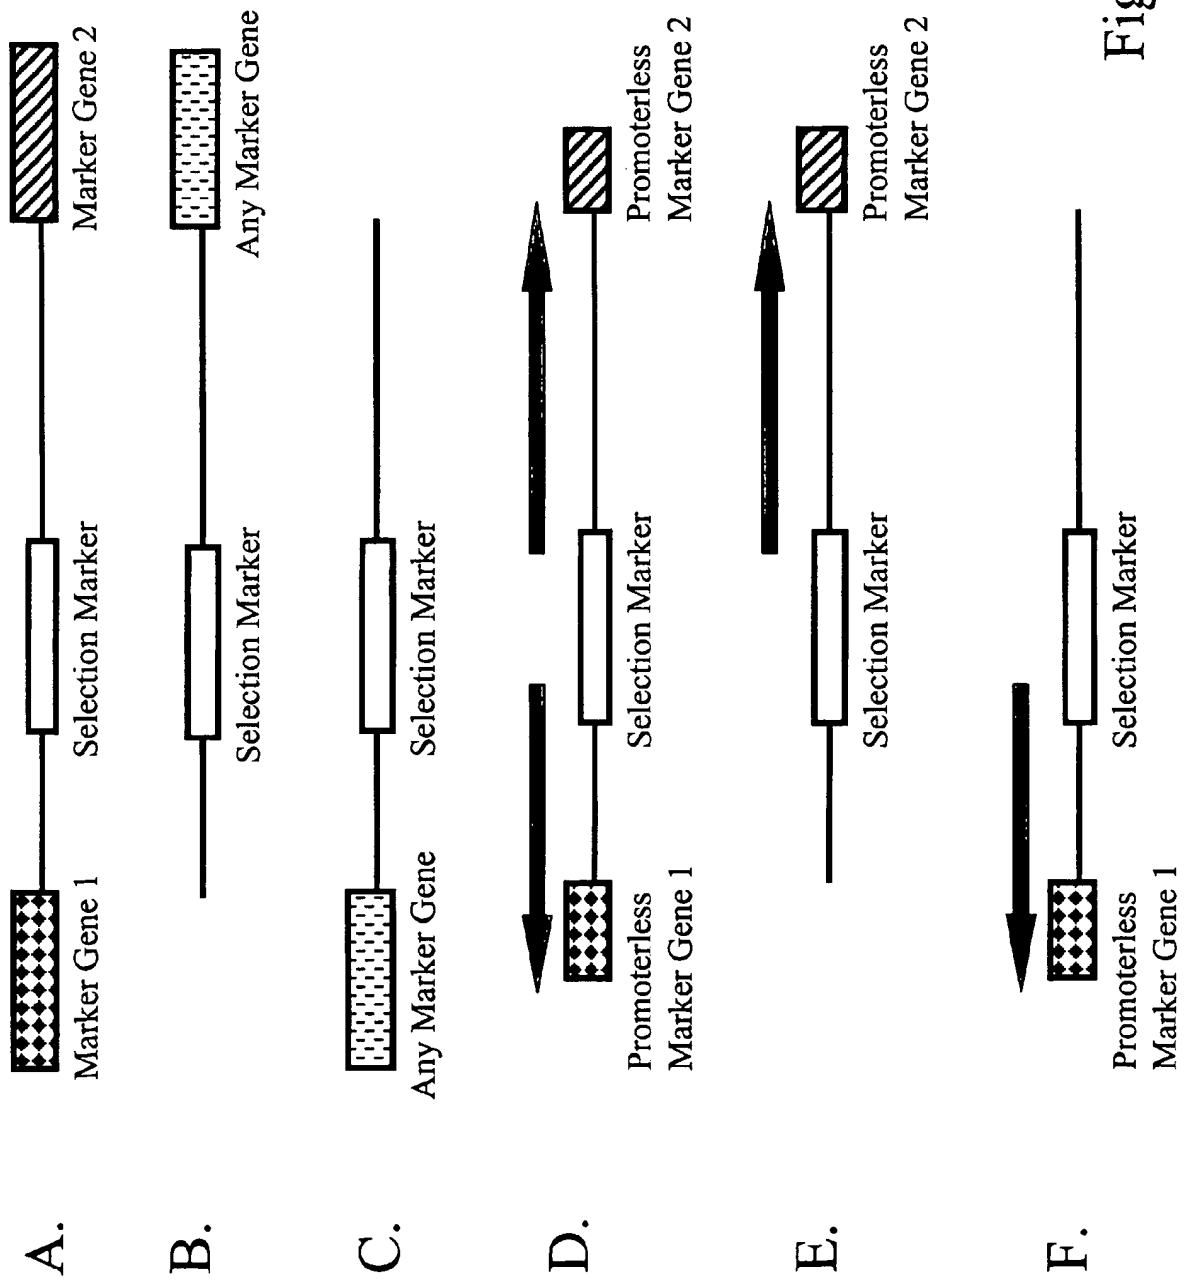 A.
Marker Gene 1
Selection Marker
Marker Gene 2
B.
Selection Marker
Any Marker Gene
C.
Any Marker Gene
Selection Marker
D.
Promoterless
Marker Gene 1
Selection Marker
Promoterless
Marker Gene 2
E.
Selection Marker
Promoterless
Marker Gene 2
F.
Promoterless
Marker Gene 1
Selection Marker
Fig